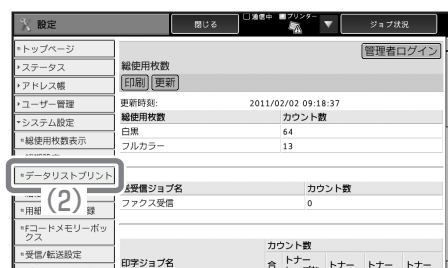 設定
閉じる
通信中
プリンター
ジョブ状況
トップページ
ステータス
アドレス帳
ユーザー管理
システム設定
総使用枚数表示
データリストプリント
(2)
用紙
録
Fコードメモリーボッ
クス
受信/転送設定
管理者ログイン
総使用枚数
印刷 更新
更新時刻: 2011/02/02 09:18:37
総使用枚数 カウント数
白黒 64
フルカラー 13
受信ジョブ名 カウント数
ファクス受信 0
カウント数
印字ジョブ名
トナー トナー トナー トナー